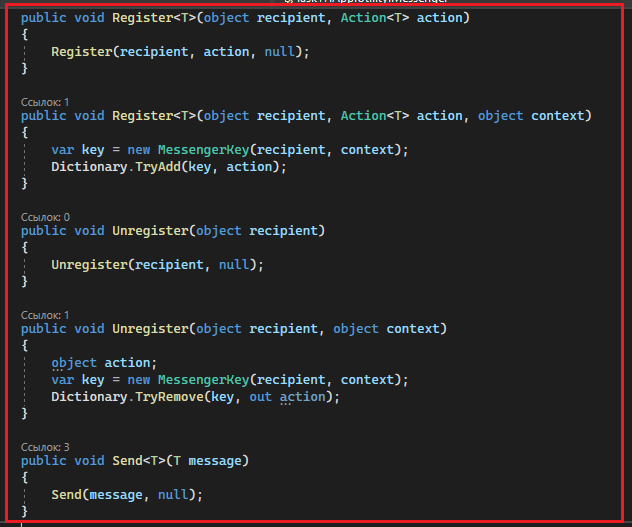 public void Register<T>(object recipient, Action<T> action)
{
    Register(recipient, action, null);
}
Ссылок: 1
public void Register<T>(object recipient, Action<T> action, object context)
{
    var key = new MessengerKey(recipient, context);
    Dictionary.TryAdd(key, action);
}
Ссылок: 0
public void Unregister(object recipient)
{
    Unregister(recipient, null);
}
Ссылок: 1
public void Unregister(object recipient, object context)
{
    object action;
    var key = new MessengerKey(recipient, context);
    Dictionary.TryRemove(key, out action);
}
Ссылок: 3
public void Send<T>(T message)
{
    Send(message, null);
}